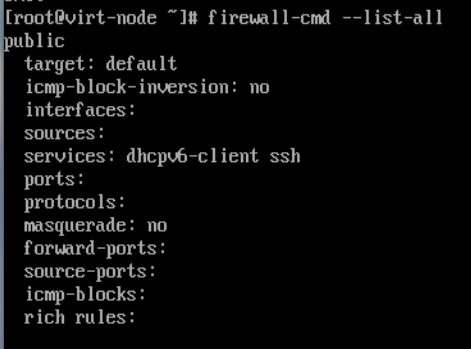 [root@virt-node ~]# firewall-cmd --list-all
public
  target: default
  icmp-block-inversion: no
  interfaces:
  sources:
  services: dhcpv6-client ssh
  ports:
  protocols:
  masquerade: no
  forward-ports:
  source-ports:
  icmp-blocks:
  rich rules: